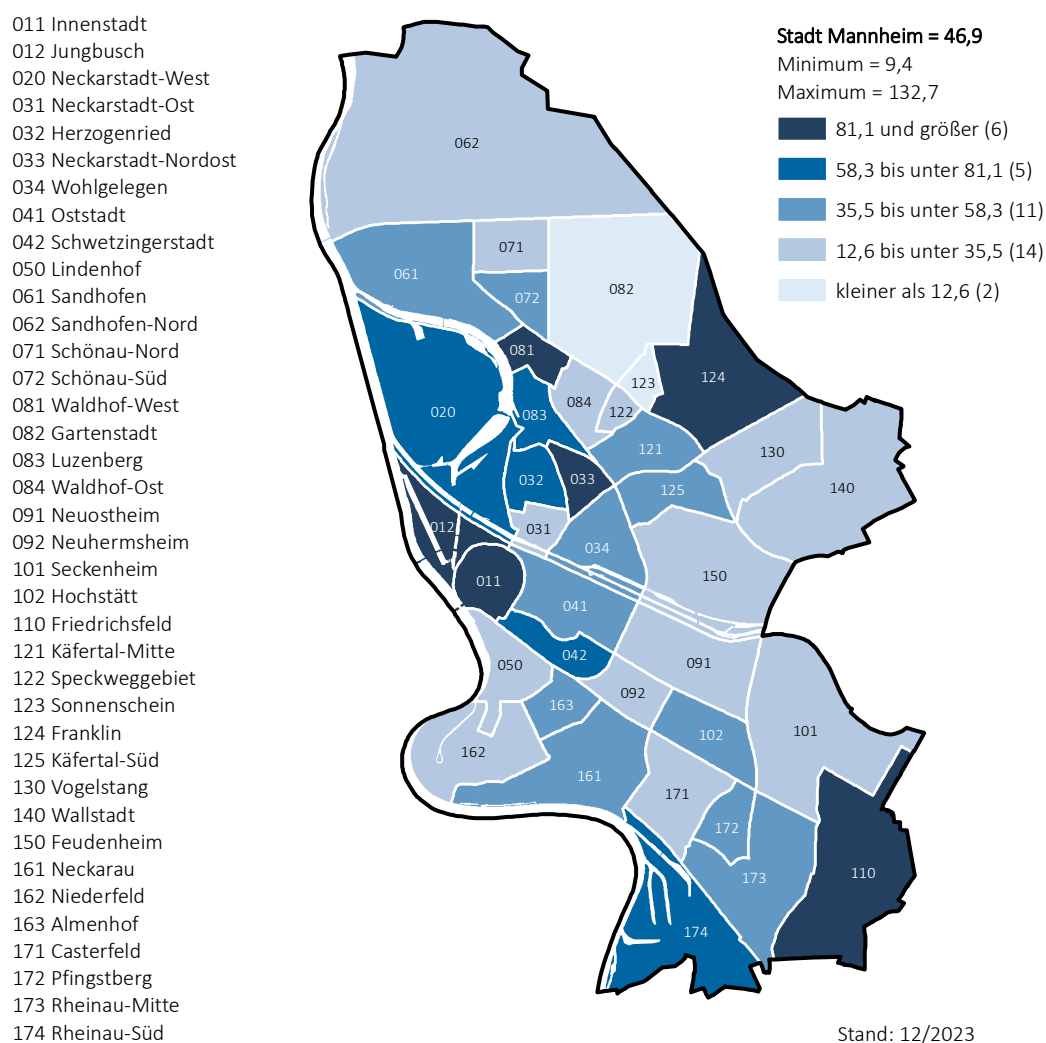 011 Innenstadt
012 Jungbusch
020 Neckarstadt-West
031 Neckarstadt-Ost
032 Herzogenried
033 Neckarstadt-Nordost
034 Wohlgelegen
041 Oststadt
042 Schwetzingerstadt
050 Lindenhof
061 Sandhofen
062 Sandhofen-Nord
071 Schönau-Nord
072 Schönau-Süd
081 Waldhof-West
082 Gartenstadt
083 Luzenberg
084 Waldhof-Ost
091 Neuostheim
092 Neuhermsheim
101 Seckenheim
102 Hochstätt
110 Friedrichsfeld
121 Käfertal-Mitte
122 Speckweggebiet
123 Sonnenschein
124 Franklin
125 Käfertal-Süd
130 Vogelstang
140 Wallstadt
150 Feudenheim
161 Neckarau
162 Niederfeld
163 Almenhof
171 Casterfeld
172 Pfingstberg
173 Rheinau-Mitte
174 Rheinau-Süd
Stadt Mannheim = 46,9
Minimum = 9,4
Maximum = 132,7
81,1 und größer (6)
58,3 bis unter 81,1 (5)
35,5 bis unter 58,3 (11)
12,6 bis unter 35,5 (14)
kleiner als 12,6 (2)
062
071
061
082
072
081
124
123
084
122
020
083
121
130
032
033
125
140
012
031
034
150
011
041
042
050
091
092
163
102
101
162
161
171
172
110
173
174
Stand: 12/2023